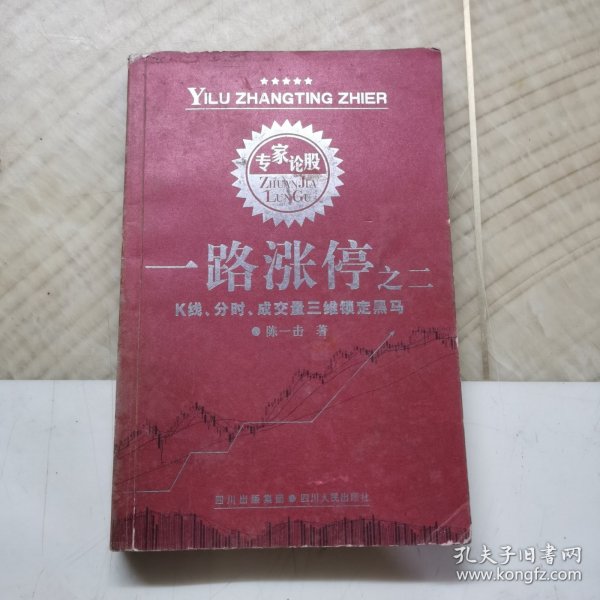 YILU ZHANGTING ZHIER
专家论股
ZHUANJIA
LUNGU
一路涨停之二
K线、分时、成交量三维锁定黑马
陈一击 著
四川出版集团 四川人民出版社
孔夫子旧书网
www.kongfz.com